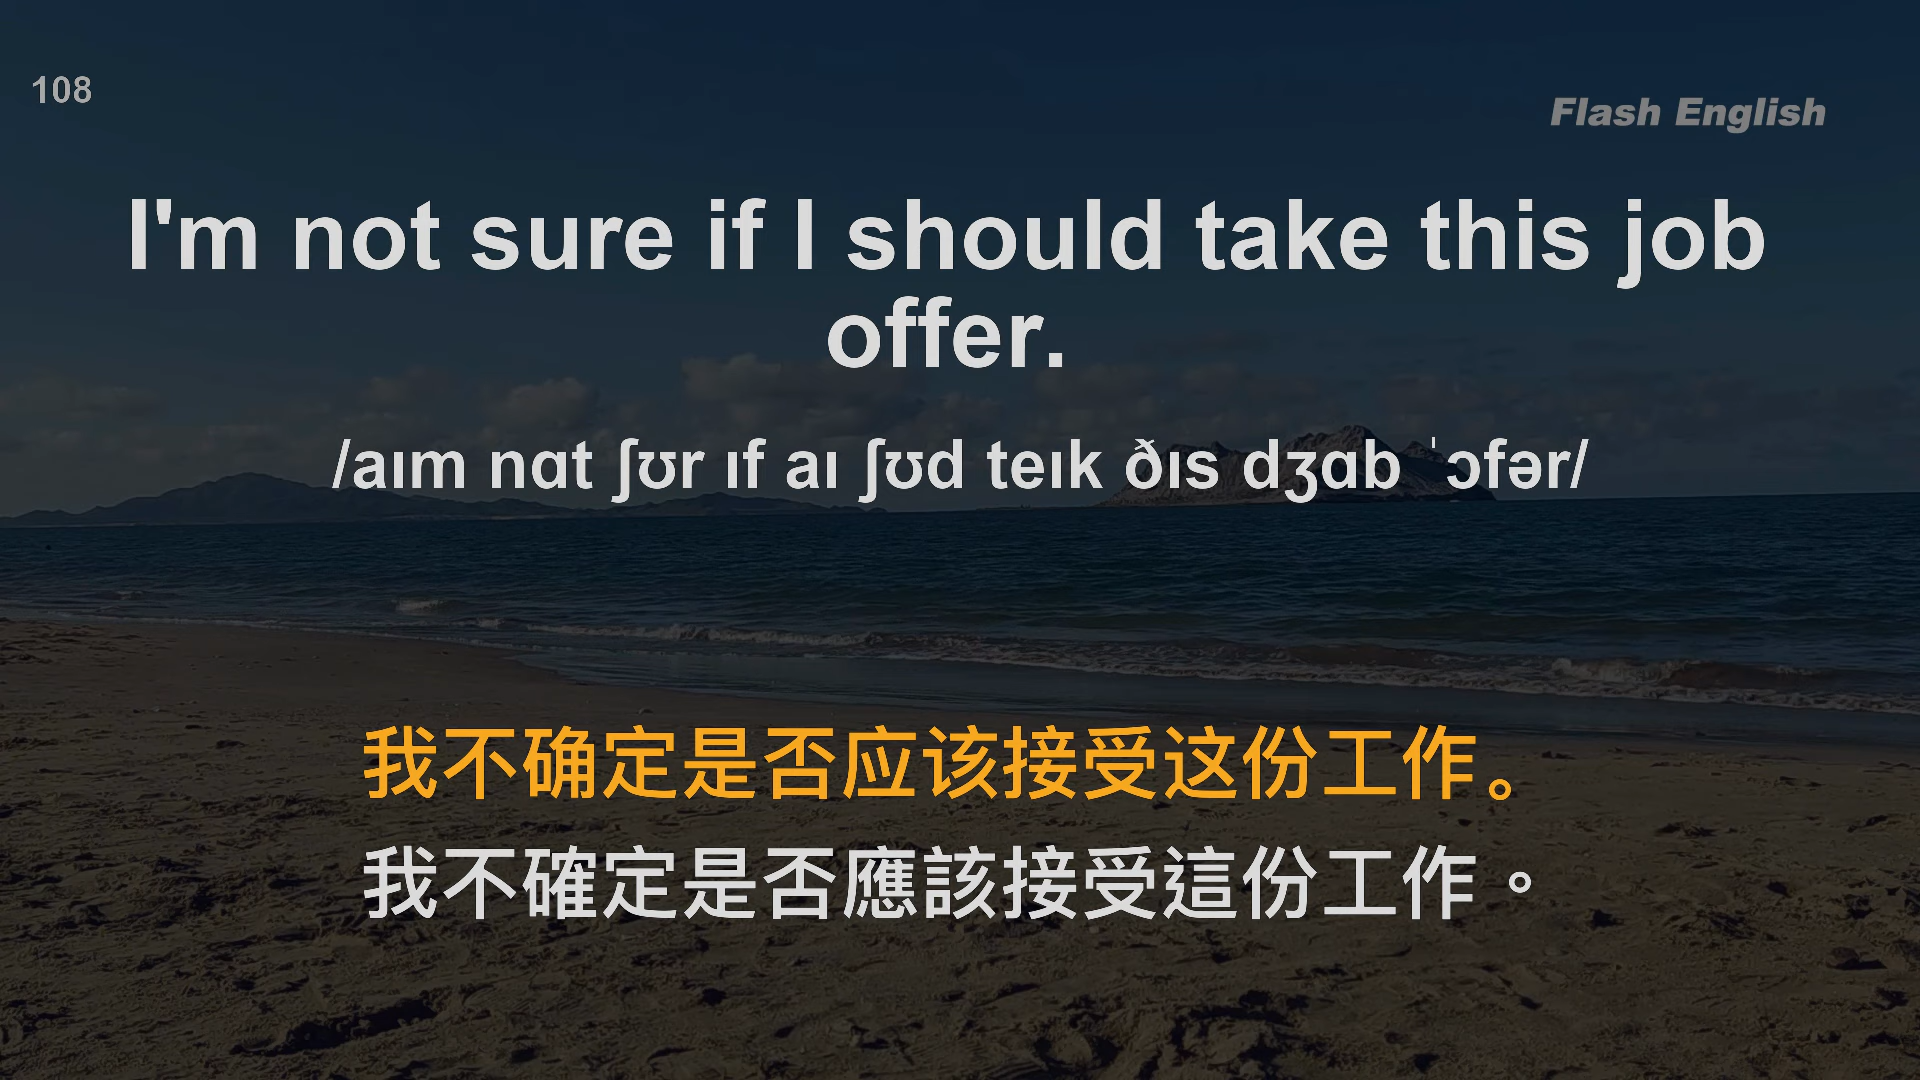 108
Flash English
I'm not sure if I should take this job
offer.
/aɪm nɑt ʃʊr ɪf aɪ ʃʊd teɪk ðɪs dʒɑb ˈɔfər/
我不确定是否应该接受这份工作。
我不確定是否應該接受這份工作。